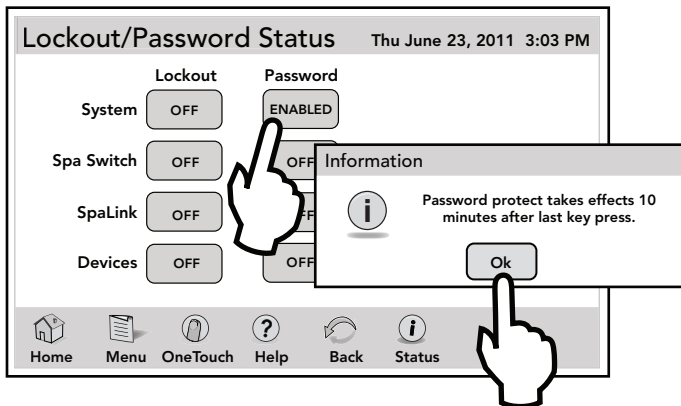 Lockout/Password Status Thu June 23, 2011 3:03 PM
Lockout Password
System OFF ENABLED
Spa Switch OFF OFF
SpaLink OFF
Devices OFF OFF
Information
i
Password protect takes effects 10
minutes after last key press.
Ok
? i
Home Menu OneTouch Help Back Status